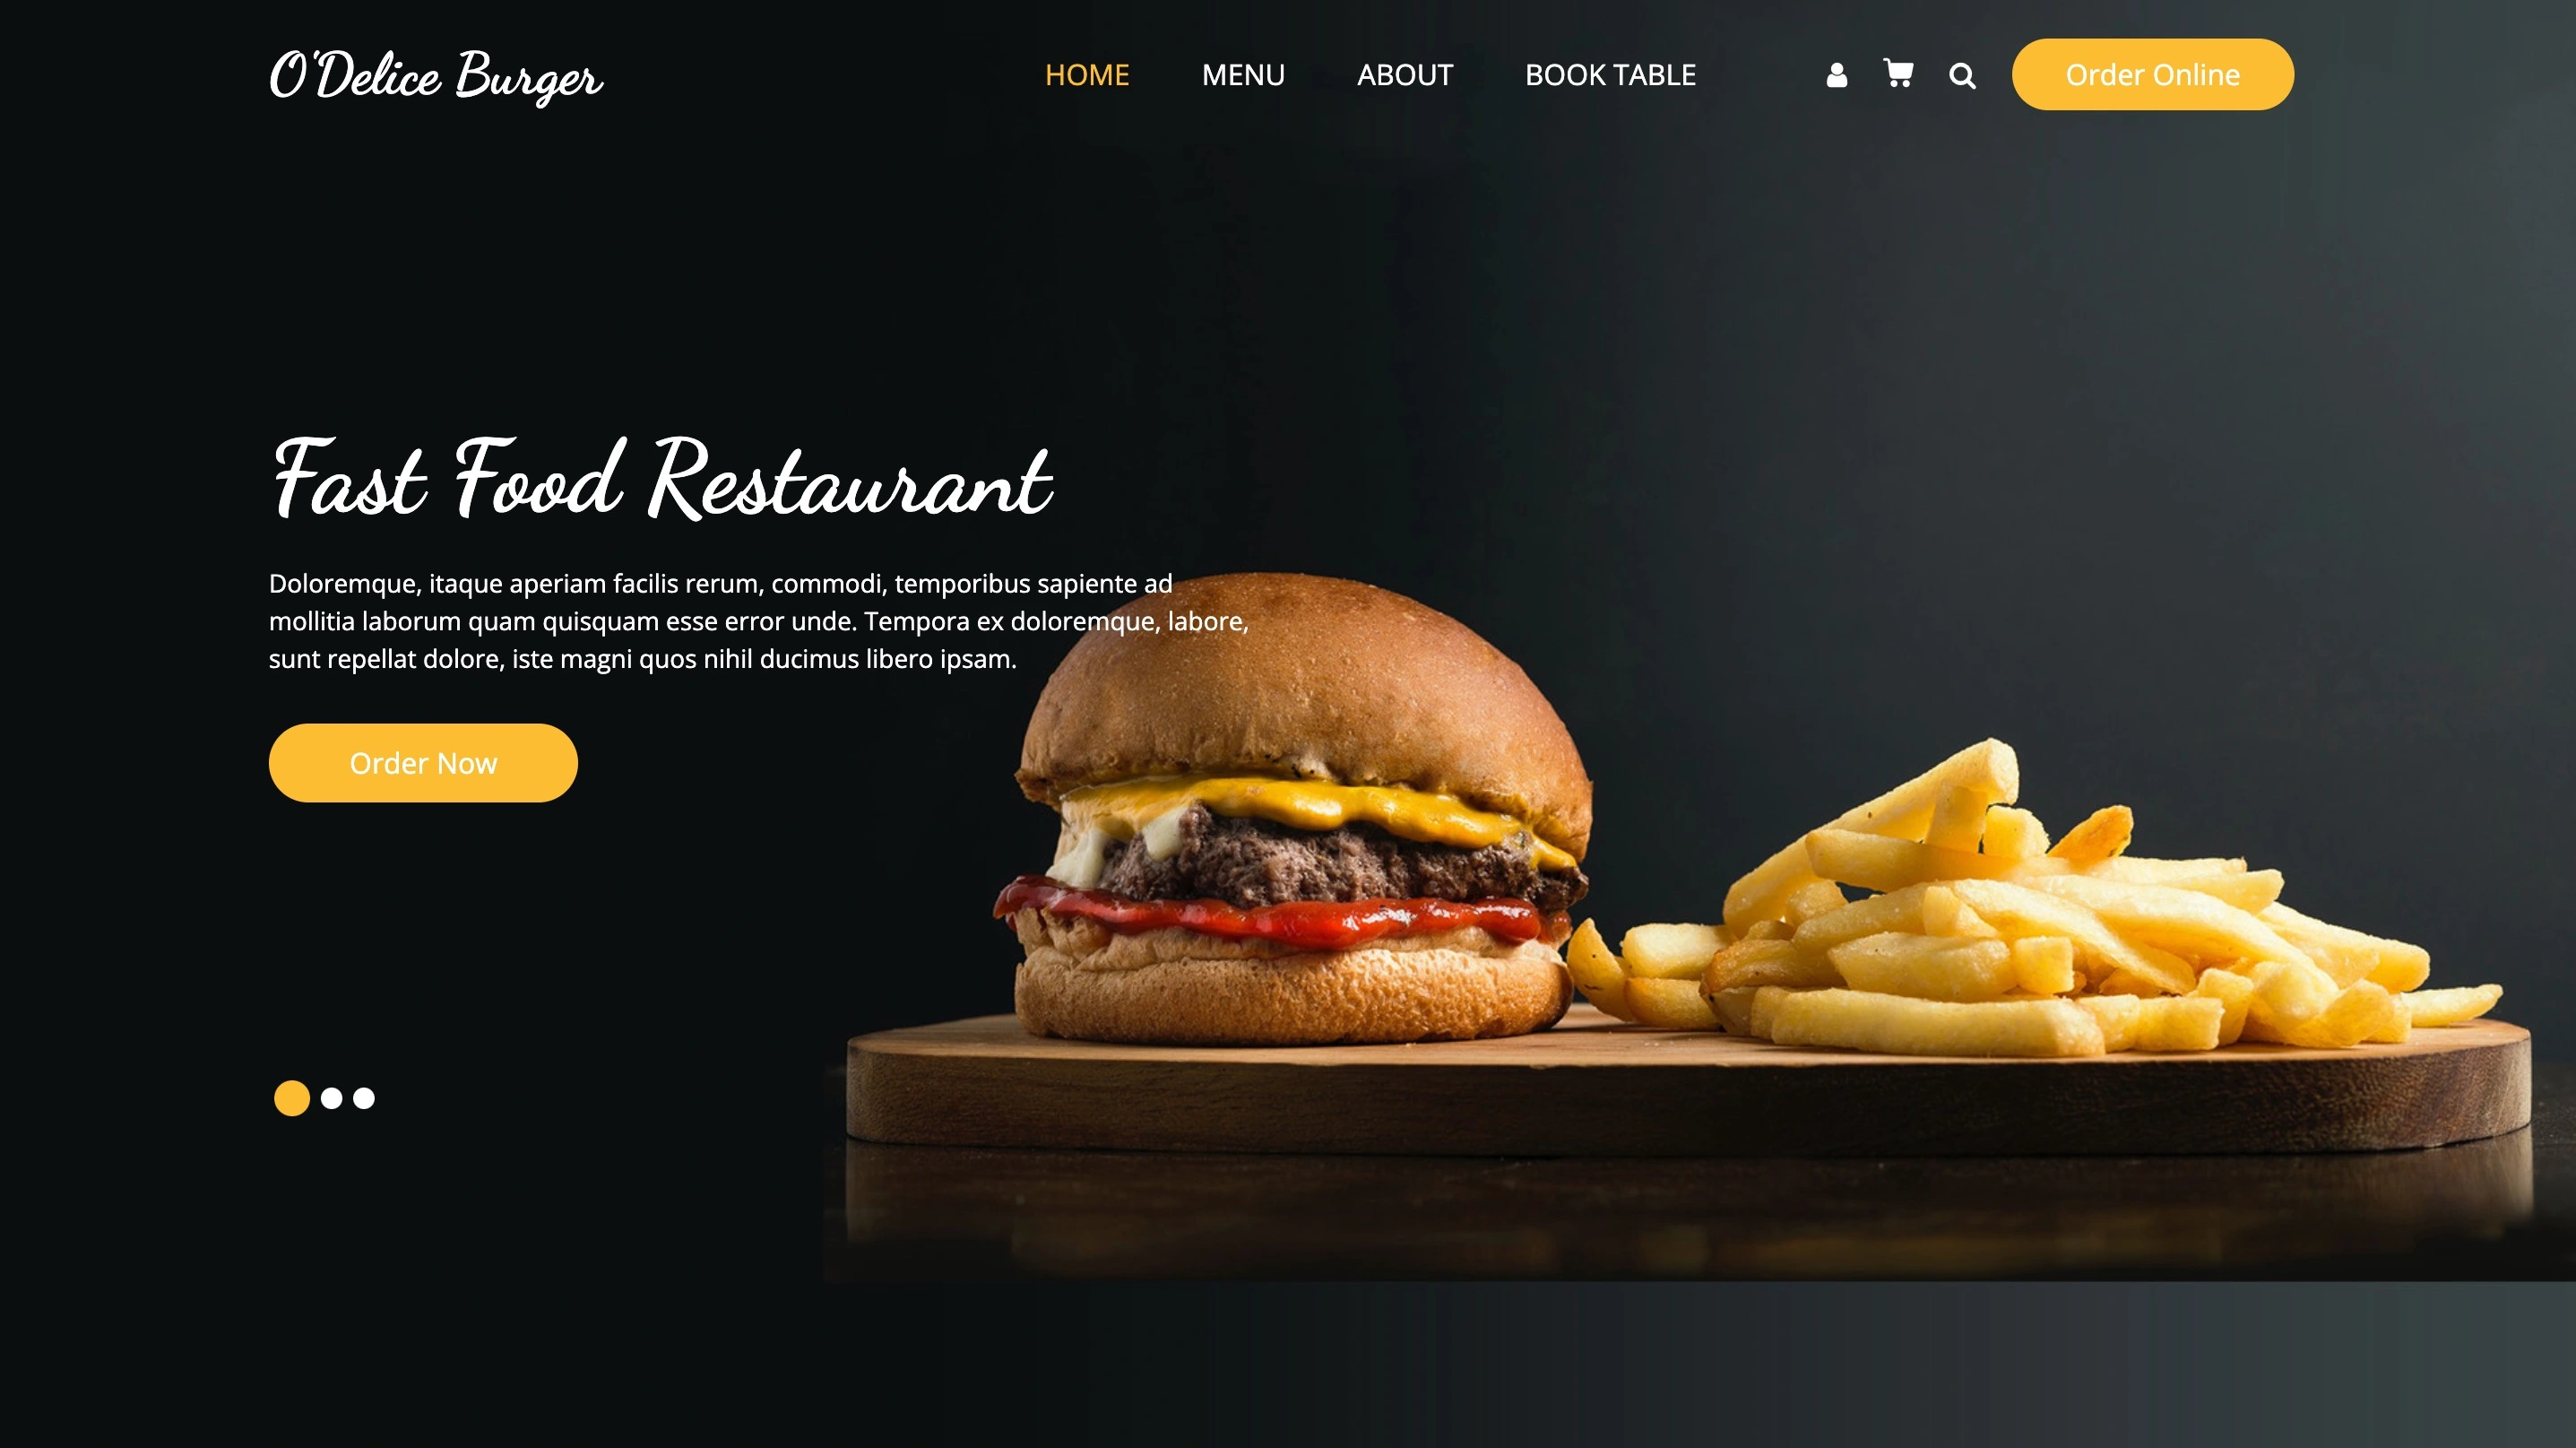 O'Delice Burger
HOME
MENU
ABOUT
BOOK TABLE
Order Online
Fast Food Restaurant
Doloremque, itaque aperiam facilis rerum, commodi, temporibus sapiente ad
mollitia laborum quam quisquam esse error unde. Tempora ex doloremque, labore,
sunt repellat dolore, iste magni quos nihil ducimus libero ipsam.
Order Now